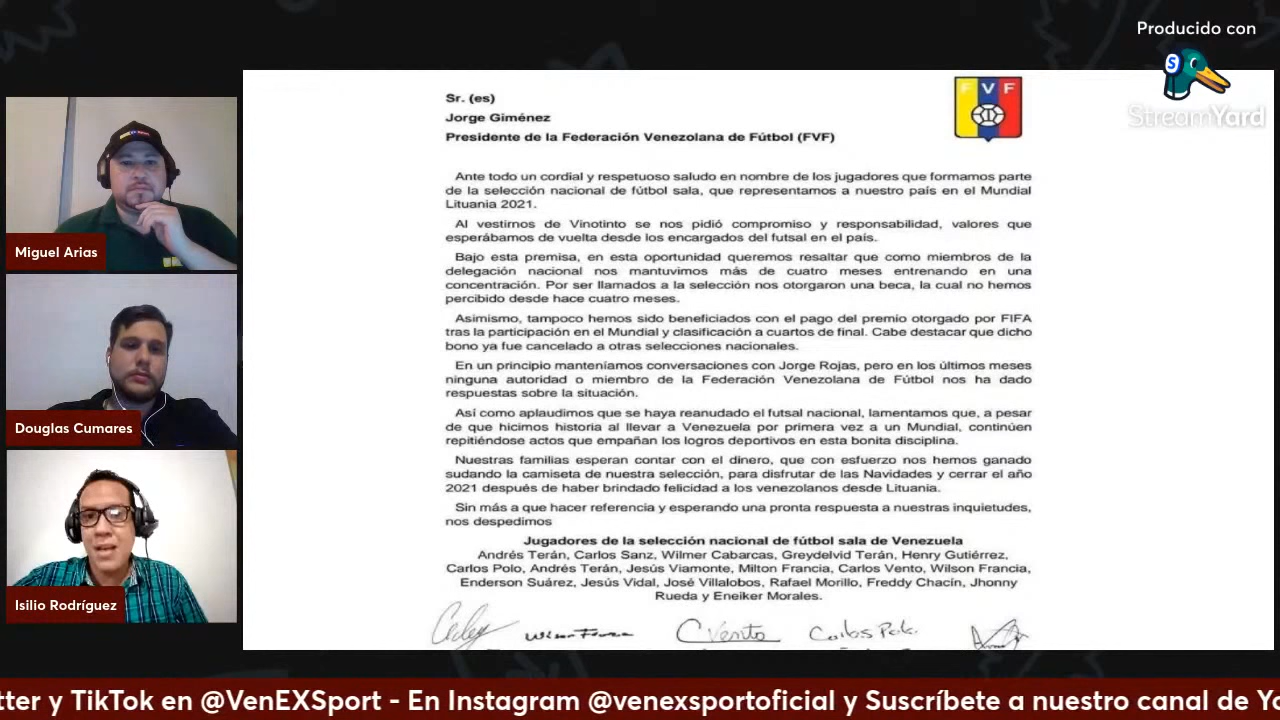 Producido con
S
StreamYard
Miguel Arias
Douglas Cumares
Isilio Rodríguez
FVF
Sr. (es)
Jorge Giménez
Presidente de la Federación Venezolana de Fútbol (FVF)
Ante todo un cordial y respetuoso saludo en nombre de los jugadores que formamos parte
de la selección nacional de fútbol sala, que representamos a nuestro país en el Mundial
Lituania 2021.
Al vestirnos de Vinotinto se nos pidió compromiso y responsabilidad, valores que
esperábamos de vuelta desde los encargados del futsal en el país.
Bajo esta premisa, en esta oportunidad queremos resaltar que como miembros de la
delegación nacional nos mantuvimos más de cuatro meses entrenando en una
concentración. Por ser llamados a la selección nos otorgaron una beca, la cual no hemos
percibido desde hace cuatro meses.
Asimismo, tampoco hemos sido beneficiados con el pago del premio otorgado por FIFA
tras la participación en el Mundial y clasificación a cuartos de final. Cabe destacar que dicho
bono ya fue cancelado a otras selecciones nacionales.
En un principio manteníamos conversaciones con Jorge Rojas, pero en los últimos meses
ninguna autoridad o miembro de la Federación Venezolana de Fútbol nos ha dado
respuestas sobre la situación.
Así como aplaudimos que se haya reanudado el futsal nacional, lamentamos que, a pesar
de que hicimos historia al llevar a Venezuela por primera vez a un Mundial, continúen
repitiéndose actos que empañan los logros deportivos en esta bonita disciplina.
Nuestras familias esperan contar con el dinero, que con esfuerzo nos hemos ganado
sudando la camiseta de nuestra selección, para disfrutar de las Navidades y cerrar el año
2021 después de haber brindado felicidad a los venezolanos desde Lituania.
Sin más a que hacer referencia y esperando una pronta respuesta a nuestras inquietudes,
nos despedimos
Jugadores de la selección nacional de fútbol sala de Venezuela
Andrés Terán, Carlos Sanz, Wilmer Cabarcas, Greydelvid Terán, Henry Gutiérrez,
Carlos Polo, Andrés Terán, Jesús Viamonte, Milton Francia, Carlos Vento, Wilson Francia,
Enderson Suárez, Jesús Vidal, José Villalobos, Rafael Morillo, Freddy Chacín, Jhonny
Rueda y Eneiker Morales.
CVento Carlos Polo
tter y TikTok en @VenEXSport - En Instagram @venexsportoficial y Suscríbete a nuestro canal de Yo